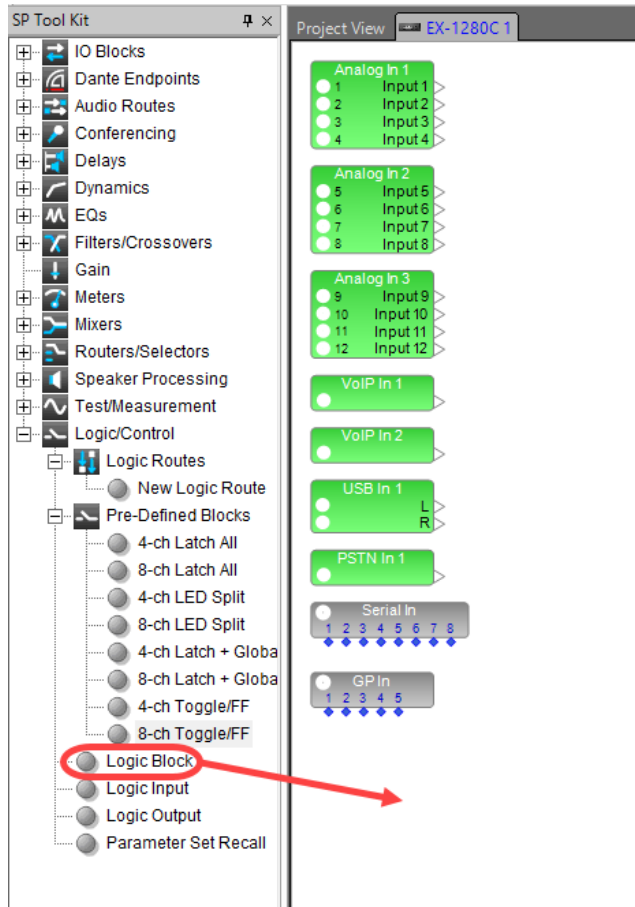 SP Tool Kit
IO Blocks
Dante Endpoints
Audio Routes
Conferencing
Delays
Dynamics
EQs
Filters/Crossovers
Gain
Meters
Mixers
Routers/Selectors
Speaker Processing
Test/Measurement
Logic/Control
Logic Routes
New Logic Route
Pre-Defined Blocks
4-ch Latch All
8-ch Latch All
4-ch LED Split
8-ch LED Split
4-ch Latch + Globa
8-ch Latch + Globa
4-ch Toggle/FF
8-ch Toggle/FF
Logic Block
Logic Input
Logic Output
Parameter Set Recall
Project View EX-1280C 1
Analog In 1
1 Input 1
2 Input 2
3 Input 3
4 Input 4
Analog In 2
5 Input 5
6 Input 6
7 Input 7
8 Input 8
Analog In 3
9 Input 9
10 Input 10
11 Input 11
12 Input 12
VoIP In 1
VoIP In 2
USB In 1
L
R
PSTN In 1
Serial In
1 2 3 4 5 6 7 8
GP In
1 2 3 4 5